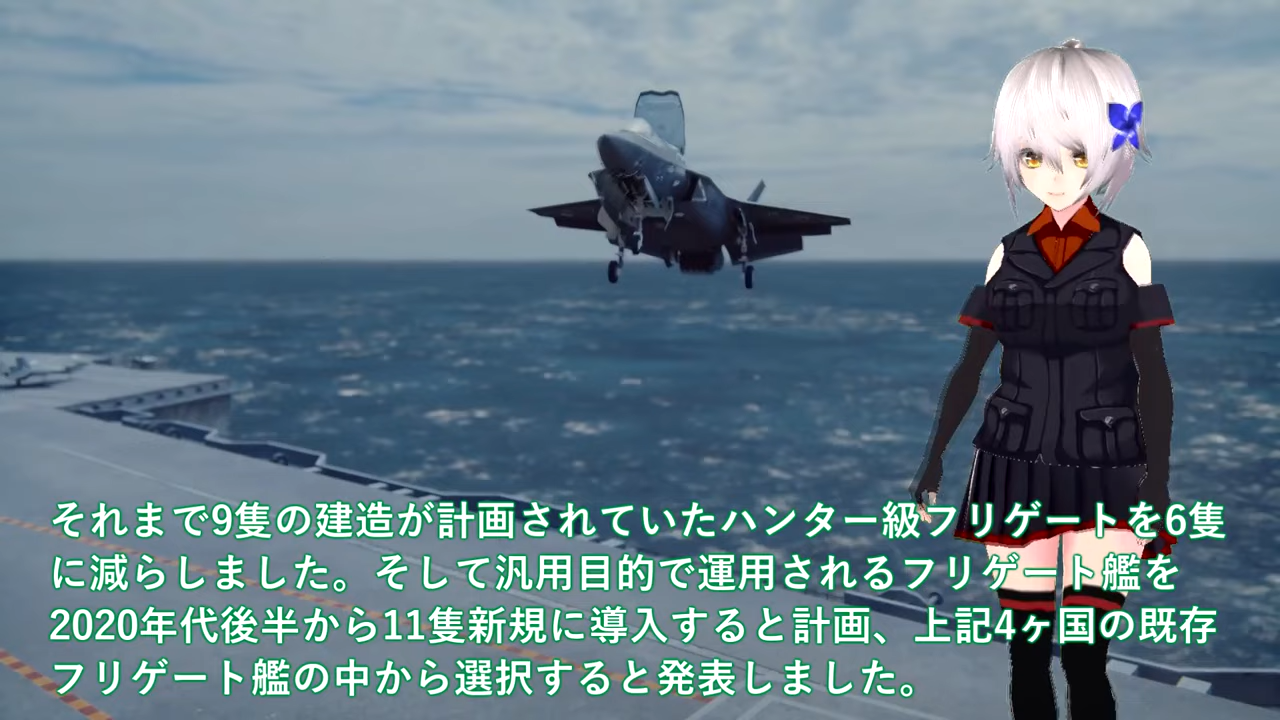 それまで9隻の建造が計画されていたハンター級フリゲートを6隻
に減らしました。そして汎用目的で運用されるフリゲート艦を
2020年代後半から11隻新規に導入すると計画、上記4ヶ国の既存
フリゲート艦の中から選択すると発表しました。